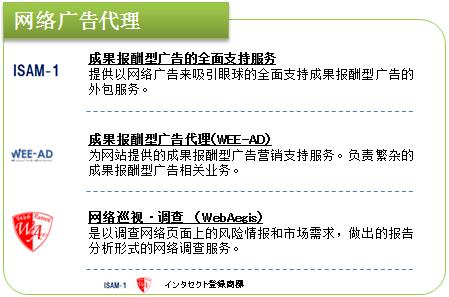 网络广告代理
ISAM-1
成果报酬型广告的全面支持服务
提供以网络广告来吸引眼球的全面支持成果报酬型广告的
外包服务。
WEE-AD
成果报酬型广告代理(WEE-AD)
为网站提供的成果报酬型广告营销支持服务。负责繁杂的
成果报酬型广告相关业务。
Web Patrol
WA
网络巡视·调查 (WebAegis)
是以调查网络页面上的风险情报和市场需求，做出的报告
分析形式的网络调查服务。
ISAM-1 インタセクト登録商標